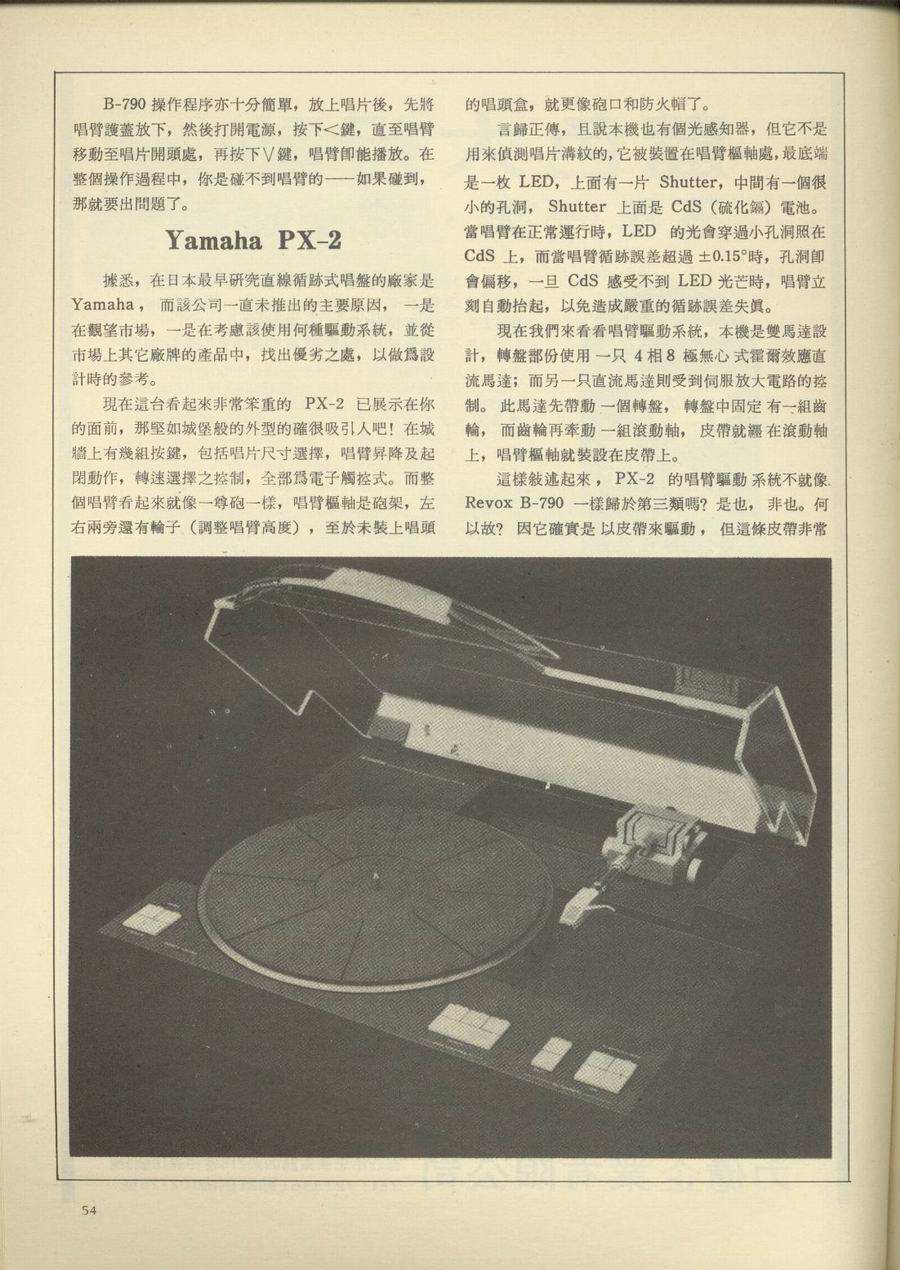 B-790 操作程序亦十分簡單，放上唱片後，先將
唱臂護蓋放下，然後打開電源，按下＜鍵，直至唱臂
移動至唱片開頭處，再按下∨鍵，唱臂卽能播放。在
整個操作過程中，你是碰不到唱臂的——如果碰到，
那就要出問題了。
Yamaha PX-2
據悉，在日本最早研究直線循跡式唱盤的廠家是
Yamaha，而該公司一直未推出的主要原因，一是
在觀望市場，一是在考慮該使用何種驅動系統，並從
市場上其它廠牌的產品中，找出優劣之處，以做爲設
計時的參考。
現在這台看起來非常笨重的 PX-2 已展示在你
的面前，那堅如城堡般的外型的確很吸引人吧！在城
牆上有幾組按鍵，包括唱片尺寸選擇，唱臂昇降及起
閉動作，轉速選擇之控制，全部爲電子觸控式。而整
個唱臂看起來就像一尊砲一樣，唱臂樞軸是砲架，左
右兩旁還有輪子（調整唱臂高度），至於未裝上唱頭
的唱頭盒，就更像砲口和防火帽了。
言歸正傳，且說本機也有個光感知器，但它不是
用來偵測唱片溝紋的，它被裝置在唱臂樞軸處，最底端
是一枚 LED，上面有一片 Shutter，中間有一個很
小的孔洞，Shutter 上面是 CdS（硫化鎘）電池。
當唱臂在正常運行時，LED 的光會穿過小孔洞照在
CdS 上，而當唱臂循跡誤差超過 ±0.15°時，孔洞卽
會偏移，一旦 CdS 感受不到 LED 光芒時，唱臂立
刻自動抬起，以免造成嚴重的循跡誤差失眞。
現在我們來看看唱臂驅動系統，本機是雙馬達設
計，轉盤部份使用一只 4 相 8 極無心式霍爾效應直
流馬達；而另一只直流馬達則受到伺服放大電路的控
制。此馬達先帶動一個轉盤，轉盤中固定有一組齒
輪，而齒輪再牽動一組滾動軸，皮帶就纒在滾動軸
上，唱臂樞軸就裝設在皮帶上。
這樣敍述起來，PX-2 的唱臂驅動系統不就像
Revox B-790 一樣歸於第三類嗎？是也，非也。何
以故？因它確實是以皮帶來驅動，但這條皮帶非常
54